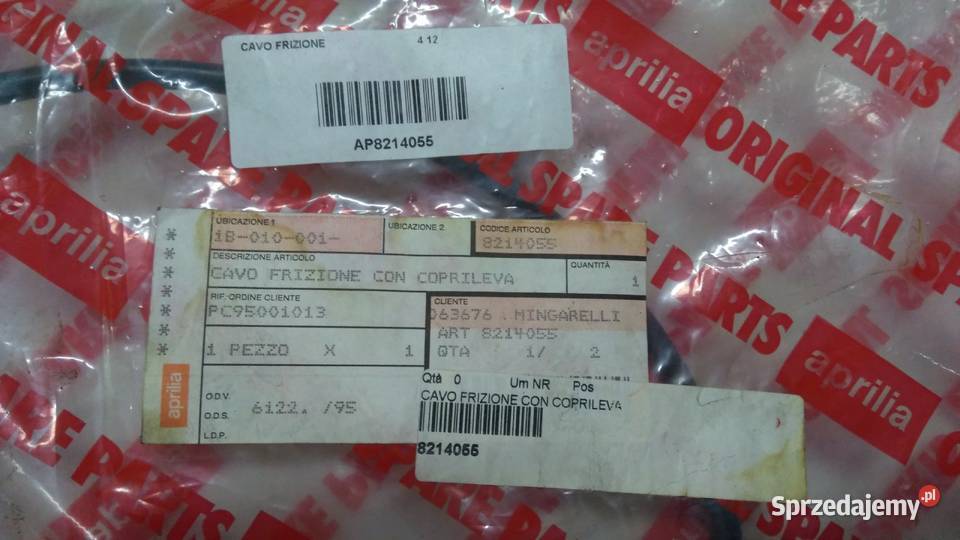 CAVO FRIZIONE 4 12
AP8214055
aprilia
ORIGINAL SPARE PARTS
aprilia
aprilia
UBICAZIONE 1
1B-010-001-
UBICAZIONE 2
CODICE ARTICOLO
8214055
DESCRIZIONE ARTICOLO
CAVO FRIZIONE CON COPRILEVA
QUANTITÀ
1
RIF. ORDINE CLIENTE
PC95001013
CLIENTE
063676 MINGARELLI
ART 8214055
1 PEZZO X 1
QTA 1/ 2
aprilia
O.D.V.
O.D.S.
L.D.P.
6122. /95
Qtà 0 Um NR Pos
CAVO FRIZIONE CON COPRILEVA
8214055
Sprzedajemy.pl